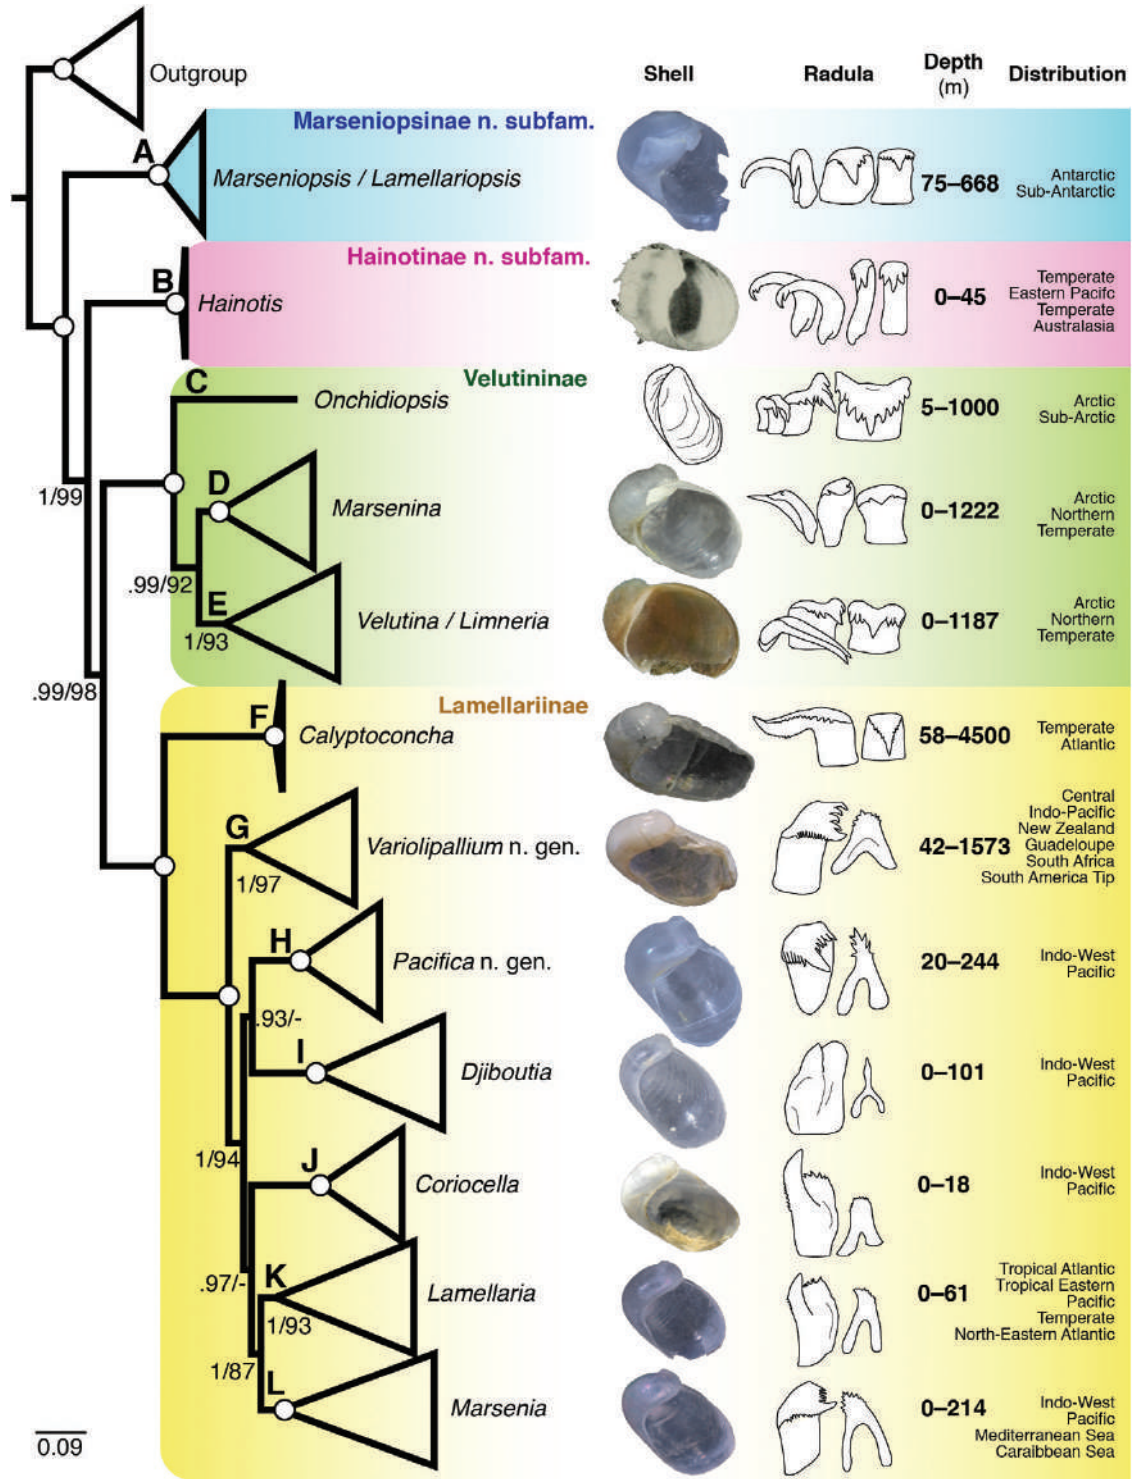 Outgroup
Shell
Radula
Depth
(m)
Distribution
Marseniopsinae n. subfam.
A
Marseniopsis / Lamellariopsis
75–668
Antarctic
Sub-Antarctic
Hainotinae n. subfam.
B
Hainotis
0–45
Temperate
Eastern Pacifc
Temperate
Australasia
Velutininae
C
Onchidiopsis
5–1000
Arctic
Sub-Arctic
1/99
D
Marsenina
0–1222
Arctic
Northern
Temperate
.99/92
E
1/93
Velutina / Limneria
0–1187
Arctic
Northern
Temperate
.99/98
Lamellariinae
F
Calyptoconcha
58–4500
Temperate
Atlantic
G
1/97
Variolipallium n. gen.
42–1573
Central
Indo-Pacific
New Zealand
Guadeloupe
South Africa
South America Tip
H
Pacifica n. gen.
20–244
Indo-West
Pacific
.93/-
I
Djiboutia
0–101
Indo-West
Pacific
1/94
J
Coriocella
0–18
Indo-West
Pacific
.97/-
K
1/93
Lamellaria
0–61
Tropical Atlantic
Tropical Eastern
Pacific
Temperate
North-Eastern Atlantic
1/87
L
Marsenia
0–214
Indo-West
Pacific
Mediterranean Sea
Caraibbean Sea
0.09